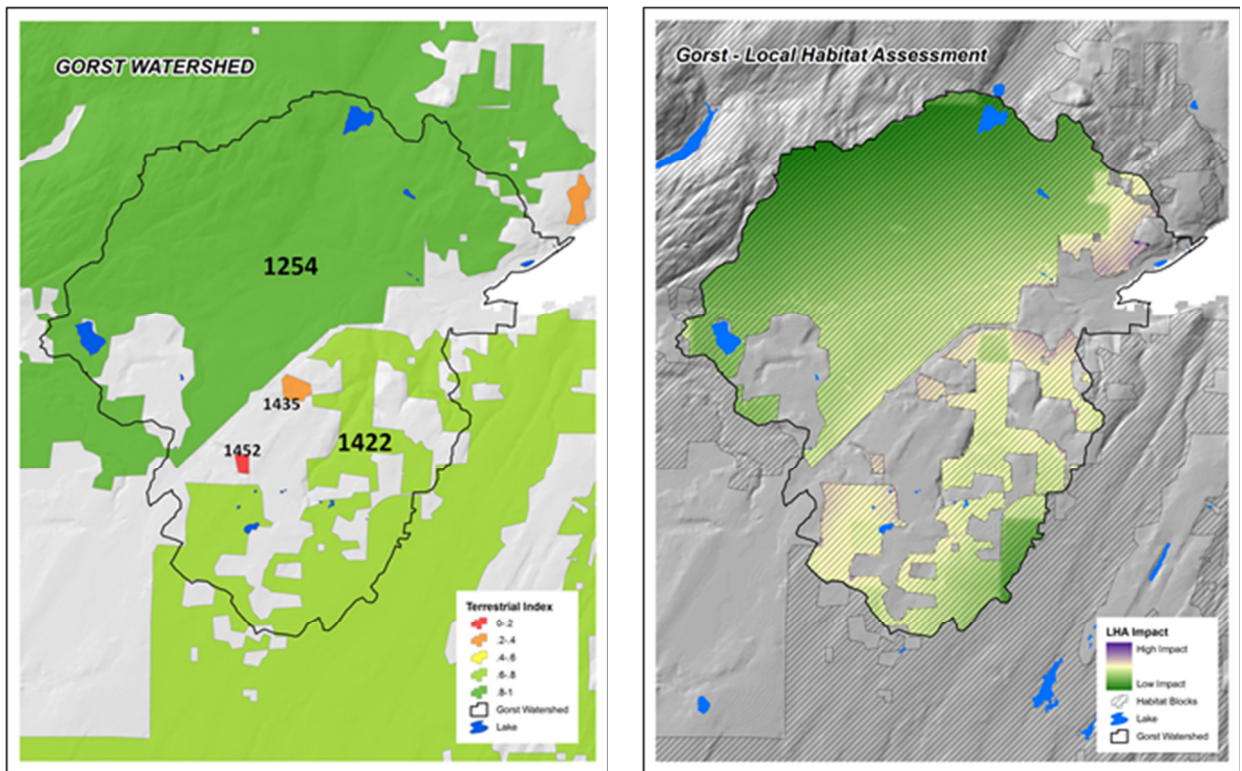 GORST WATERSHED
1254
1435
1422
1452
Terrestrial Index
0-.2
.2-.4
.4-.6
.6-.8
.8-1
Gorst Watershed
Lake
Gorst - Local Habitat Assessment
LHA Impact
High Impact
Low Impact
Habitat Blocks
Lake
Gorst Watershed